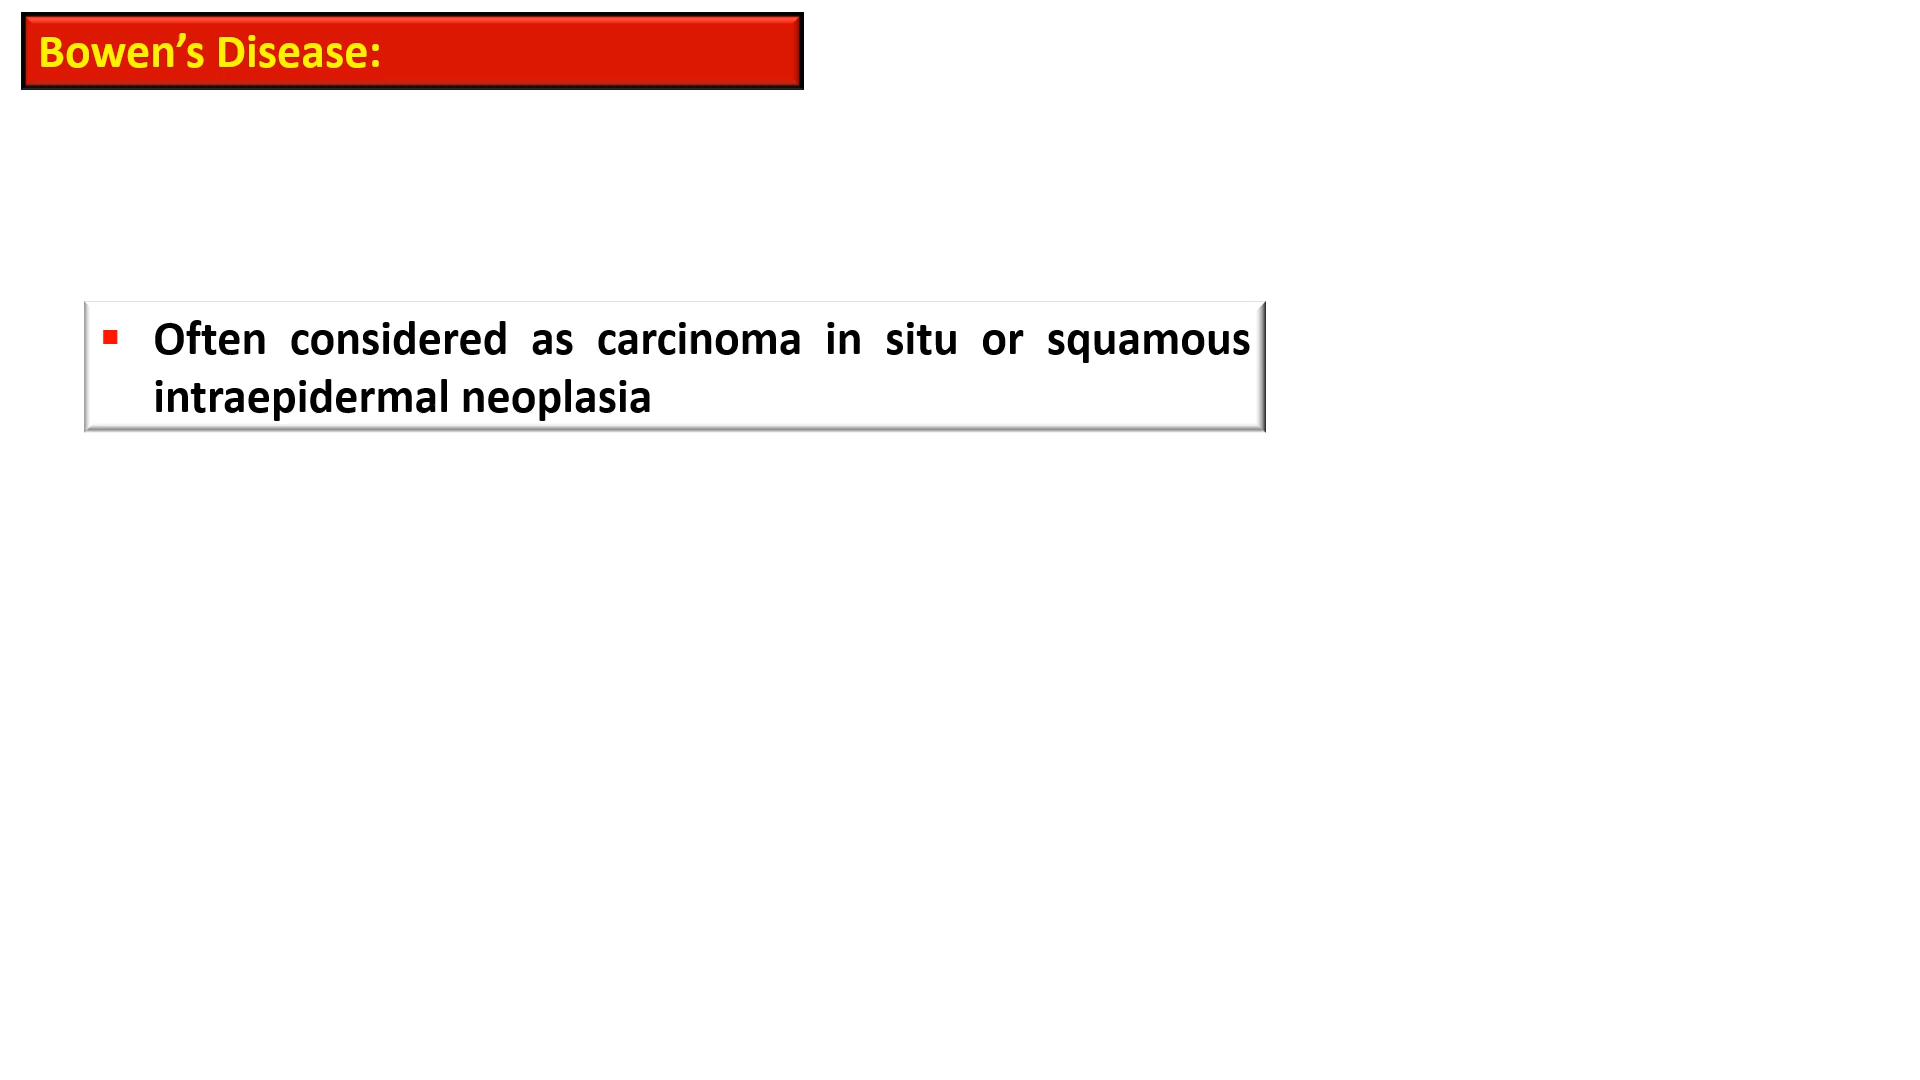 Bowen’s Disease:
▪ Often considered as carcinoma in situ or squamous
intraepidermal neoplasia